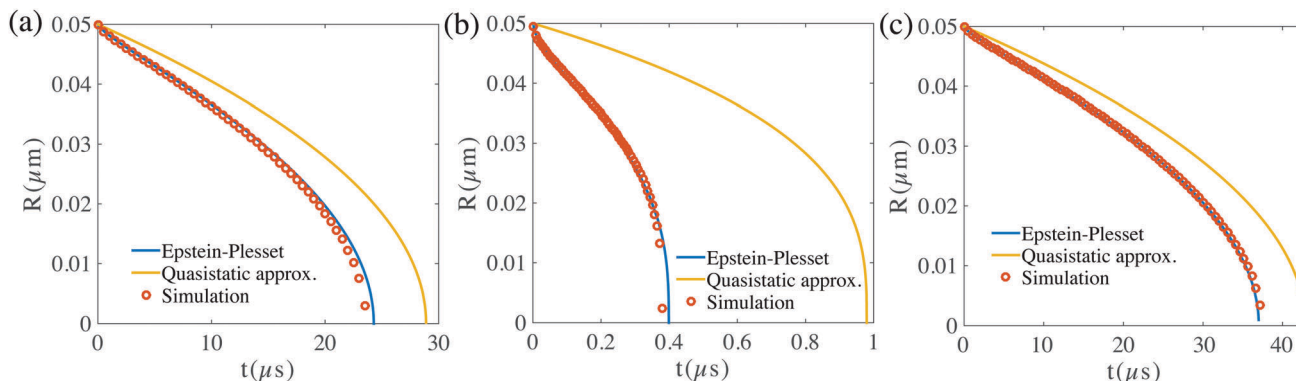 (a)
0.05
0.04
0.03
0.02
0.01
0
R(μm)
Epstein-Plesset
Quasistatic approx.
Simulation
0
10
20
30
t(μs)
(b)
0.05
0.04
0.03
0.02
0.01
0
R(μm)
Epstein-Plesset
Quasistatic approx.
Simulation
0
0.2
0.4
0.6
0.8
1
t(μs)
(c)
0.05
0.04
0.03
0.02
0.01
0
R(μm)
Epstein-Plesset
Quasistatic approx.
Simulation
0
10
20
30
40
t(μs)